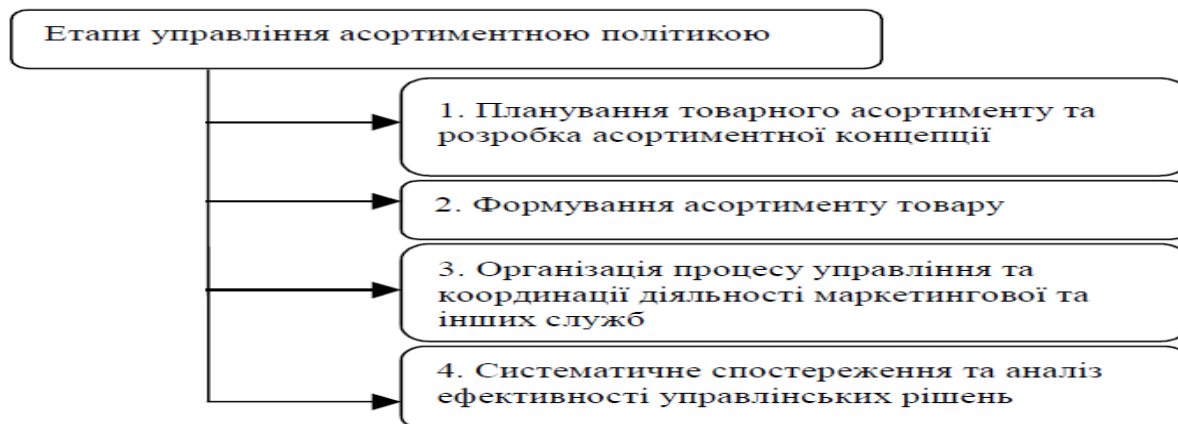 Етапи управління асортиментною політикою
1. Планування товарного асортименту та
розробка асортиментної концепції
2. Формування асортименту товару
3. Організація процесу управління та
координації діяльності маркетингової та
інших служб
4. Систематичне спостереження та аналіз
ефективності управлінських рішень